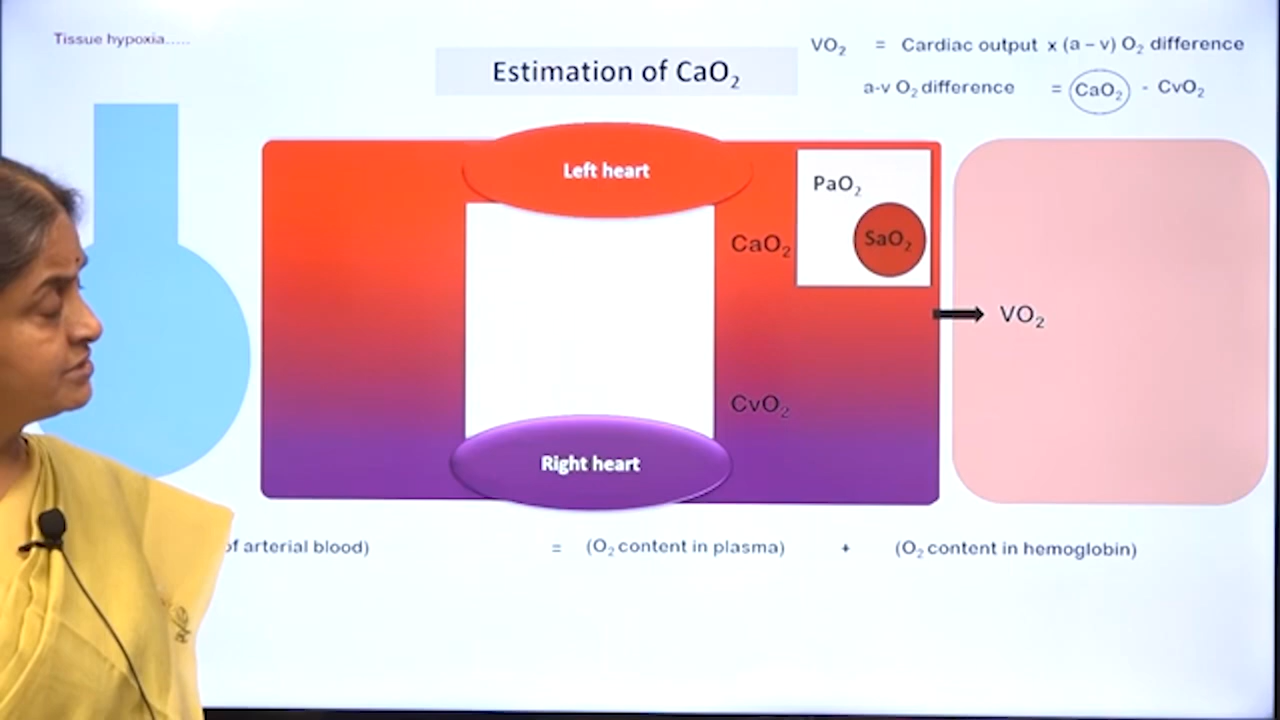 Tissue hypoxia.....
Estimation of CaO₂
VO₂ = Cardiac output x (a – v) O₂ difference
a-v O₂ difference = CaO₂ - CvO₂
Left heart
PaO₂
SaO₂
CaO₂
VO₂
CvO₂
Right heart
of arterial blood) = (O₂ content in plasma) + (O₂ content in hemoglobin)